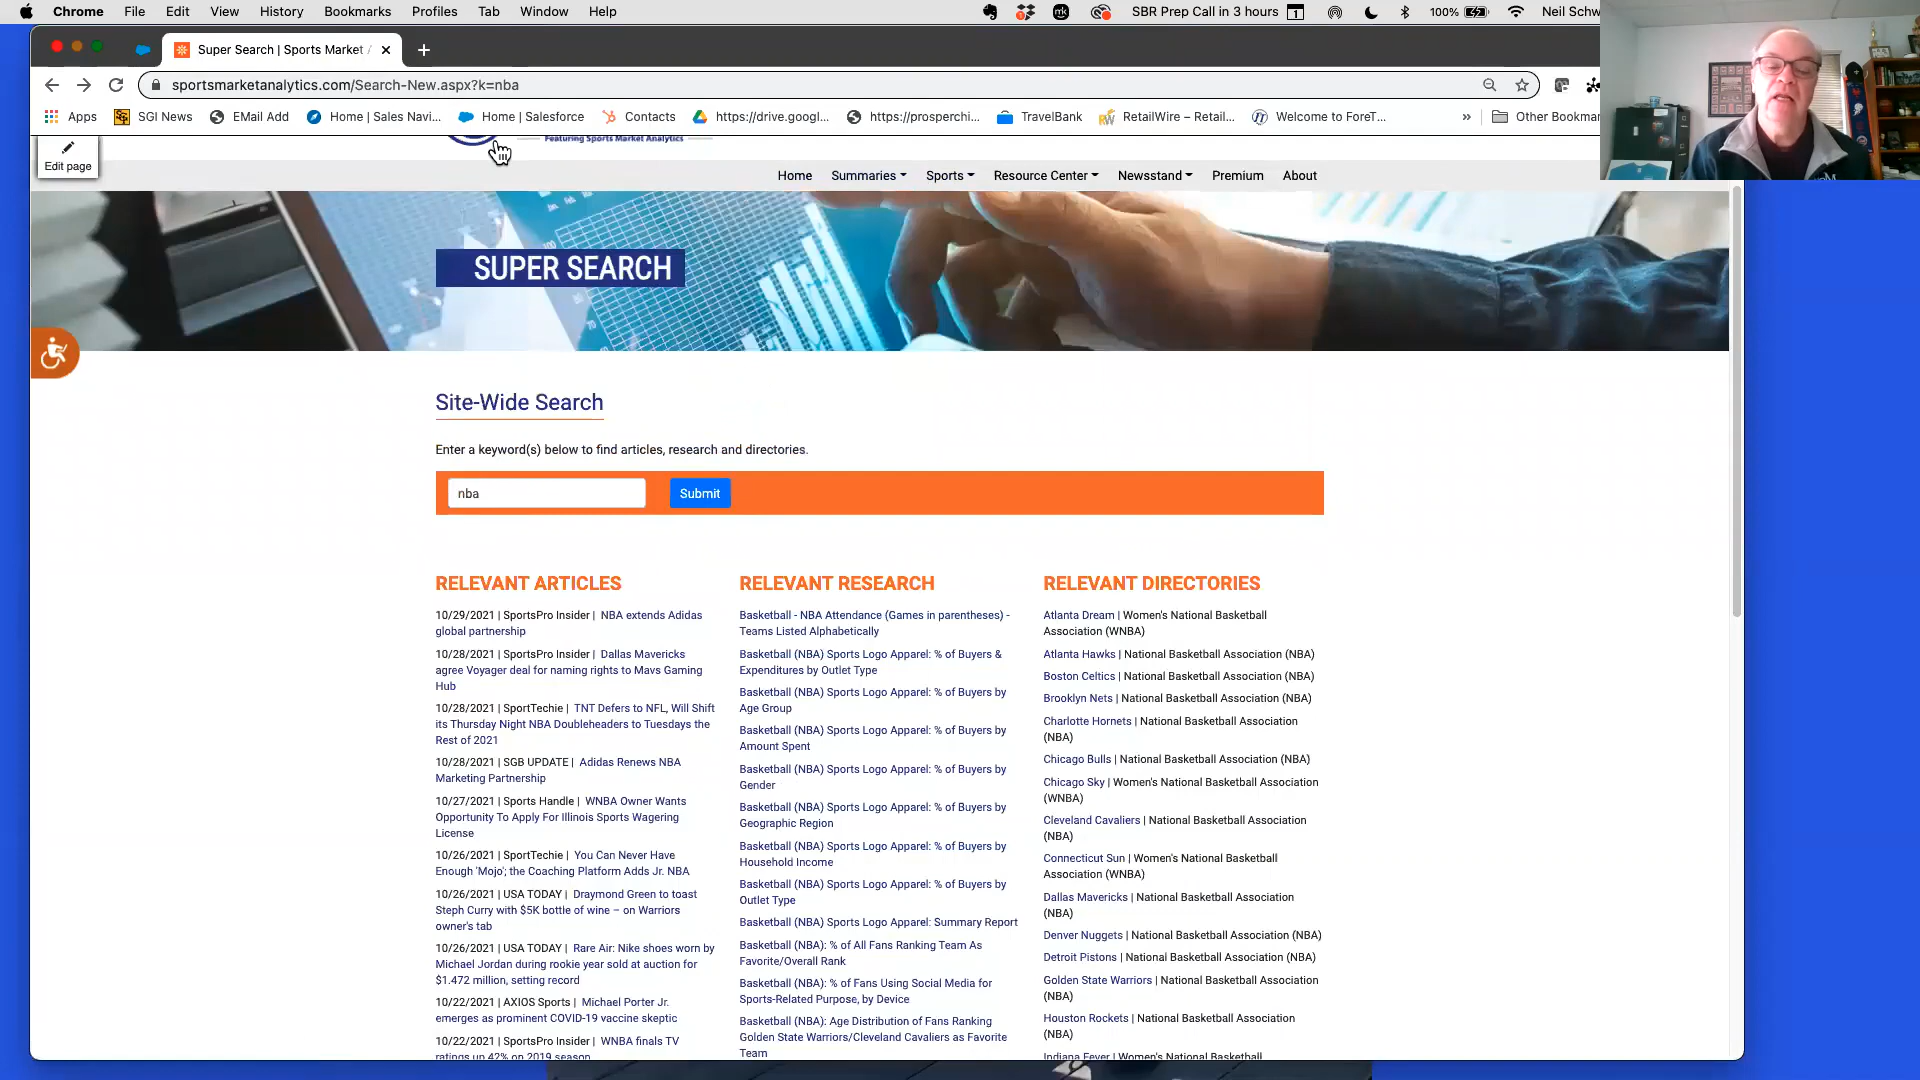 Chrome File Edit View History Bookmarks Profiles Tab Window Help SBR Prep Call in 3 hours 1 100% Neil Schw
Super Search | Sports Market /
sportsmarketanalytics.com/Search-New.aspx?k=nba
Apps SGI News EMail Add Home | Sales Navi... Contacts Home | Salesforce https://drive.googl... https://prosperchi... TravelBank RetailWire – Retail... Welcome to ForeT... » Other Bookmar
Featuring Sports Market Analytics
Edit page
Home Summaries Sports Resource Center Newsstand Premium About
SUPER SEARCH
Site-Wide Search
Enter a keyword(s) below to find articles, research and directories.
nba Submit
RELEVANT ARTICLES
10/29/2021 | SportsPro Insider | NBA extends Adidas
global partnership
10/28/2021 | SportsPro Insider | Dallas Mavericks
agree Voyager deal for naming rights to Mavs Gaming
Hub
10/28/2021 | SportTechie | TNT Defers to NFL, Will Shift
its Thursday Night NBA Doubleheaders to Tuesdays the
Rest of 2021
10/28/2021 | SGB UPDATE | Adidas Renews NBA
Marketing Partnership
10/27/2021 | Sports Handle | WNBA Owner Wants
Opportunity To Apply For Illinois Sports Wagering
License
10/26/2021 | SportTechie | You Can Never Have
Enough 'Mojo'; the Coaching Platform Adds Jr. NBA
10/26/2021 | USA TODAY | Draymond Green to toast
Steph Curry with $5K bottle of wine – on Warriors
owner's tab
10/26/2021 | USA TODAY | Rare Air: Nike shoes worn by
Michael Jordan during rookie year sold at auction for
$1.472 million, setting record
10/22/2021 | AXIOS Sports | Michael Porter Jr.
emerges as prominent COVID-19 vaccine skeptic
10/22/2021 | SportsPro Insider | WNBA finals TV
ratings up 42% on 2019 season
RELEVANT RESEARCH
Basketball - NBA Attendance (Games in parentheses) -
Teams Listed Alphabetically
Basketball (NBA) Sports Logo Apparel: % of Buyers &
Expenditures by Outlet Type
Basketball (NBA) Sports Logo Apparel: % of Buyers by
Age Group
Basketball (NBA) Sports Logo Apparel: % of Buyers by
Amount Spent
Basketball (NBA) Sports Logo Apparel: % of Buyers by
Gender
Basketball (NBA) Sports Logo Apparel: % of Buyers by
Geographic Region
Basketball (NBA) Sports Logo Apparel: % of Buyers by
Household Income
Basketball (NBA) Sports Logo Apparel: % of Buyers by
Outlet Type
Basketball (NBA) Sports Logo Apparel: Summary Report
Basketball (NBA): % of All Fans Ranking Team As
Favorite/Overall Rank
Basketball (NBA): % of Fans Using Social Media for
Sports-Related Purpose, by Device
Basketball (NBA): Age Distribution of Fans Ranking
Golden State Warriors/Cleveland Cavaliers as Favorite
Team
RELEVANT DIRECTORIES
Atlanta Dream | Women's National Basketball
Association (WNBA)
Atlanta Hawks | National Basketball Association (NBA)
Boston Celtics | National Basketball Association (NBA)
Brooklyn Nets | National Basketball Association (NBA)
Charlotte Hornets | National Basketball Association
(NBA)
Chicago Bulls | National Basketball Association (NBA)
Chicago Sky | Women's National Basketball Association
(WNBA)
Cleveland Cavaliers | National Basketball Association
(NBA)
Connecticut Sun | Women's National Basketball
Association (WNBA)
Dallas Mavericks | National Basketball Association
(NBA)
Denver Nuggets | National Basketball Association (NBA)
Detroit Pistons | National Basketball Association (NBA)
Golden State Warriors | National Basketball Association
(NBA)
Houston Rockets | National Basketball Association
(NBA)
Indiana Fever | Women's National Basketball